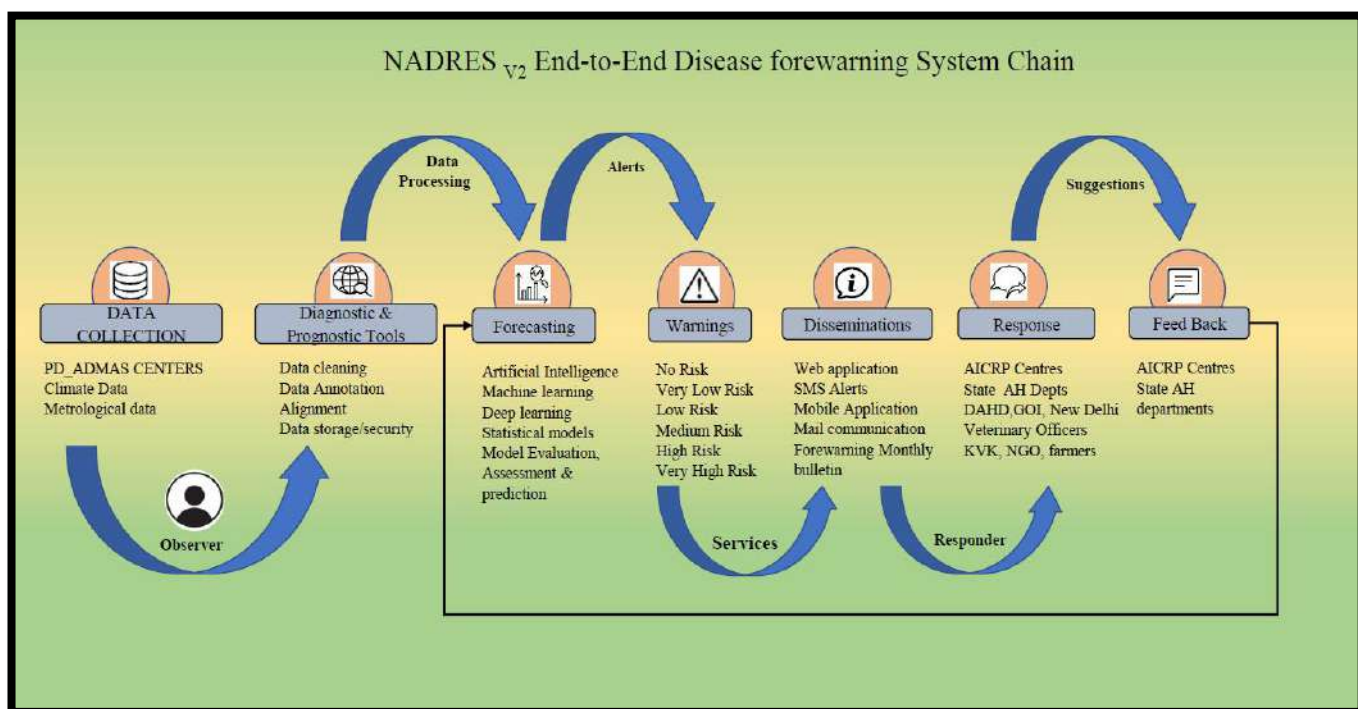 NADRES V2 End-to-End Disease forewarning System Chain
Data
Processing
Alerts
Suggestions
DATA
COLLECTION
Diagnostic &
Prognostic Tools
Forecasting
Warnings
Disseminations
Response
Feed Back
PD_ADMAS CENTERS
Climate Data
Metrological data
Data cleaning
Data Annotation
Alignment
Data storage/security
Artificial Intelligence
Machine learning
Deep learning
Statistical models
Model Evaluation,
Assessment &
prediction
No Risk
Very Low Risk
Low Risk
Medium Risk
High Risk
Very High Risk
Web application
SMS Alerts
Mobile Application
Mail communication
Forewarning Monthly
bulletin
AICRP Centres
State AH Depts
DAHD,GOI, New Delhi
Veterinary Officers
KVK, NGO, farmers
AICRP Centres
State AH
departments
Observer
Services
Responder